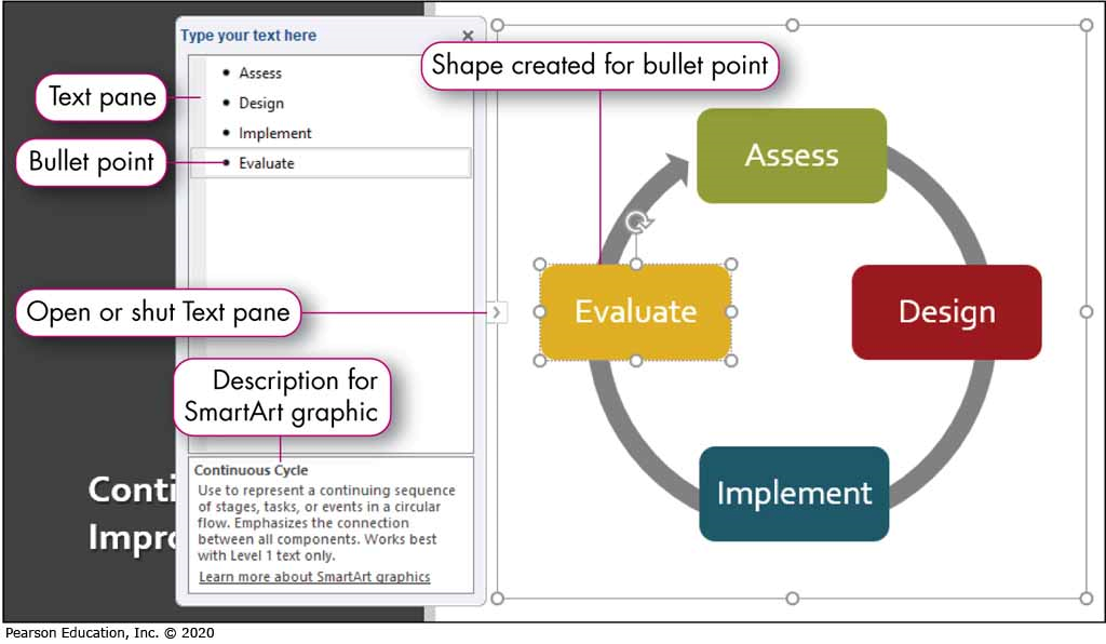 Type your text here
Shape created for bullet point
• Assess
Text pane
• Design
• Implement
Bullet point
• Evaluate
Assess
Evaluate
Design
Open or shut Text pane
Description for
SmartArt graphic
Implement
Conti
Impro
Continuous Cycle
Use to represent a continuing sequence
of stages, tasks, or events in a circular
flow. Emphasizes the connection
between all components. Works best
with Level 1 text only.
Learn more about SmartArt graphics
Pearson Education, Inc. © 2020